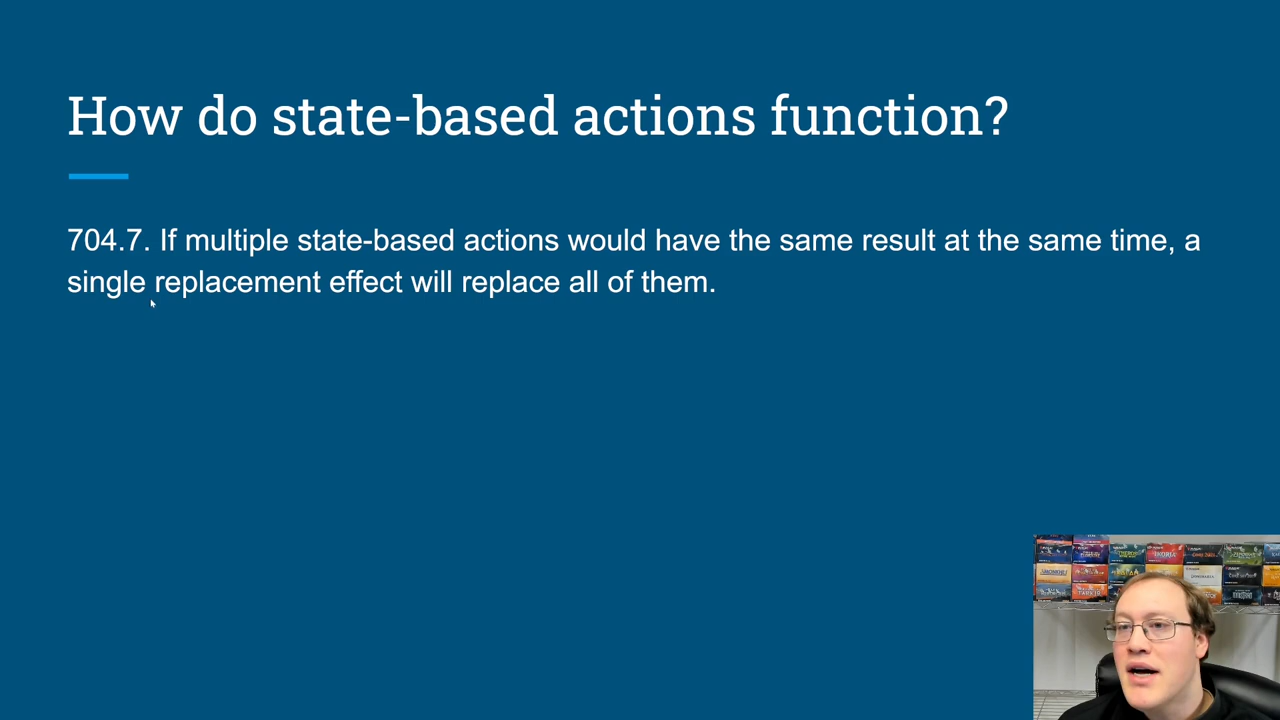 How do state-based actions function?
704.7. If multiple state-based actions would have the same result at the same time, a
single replacement effect will replace all of them.
IKORIA